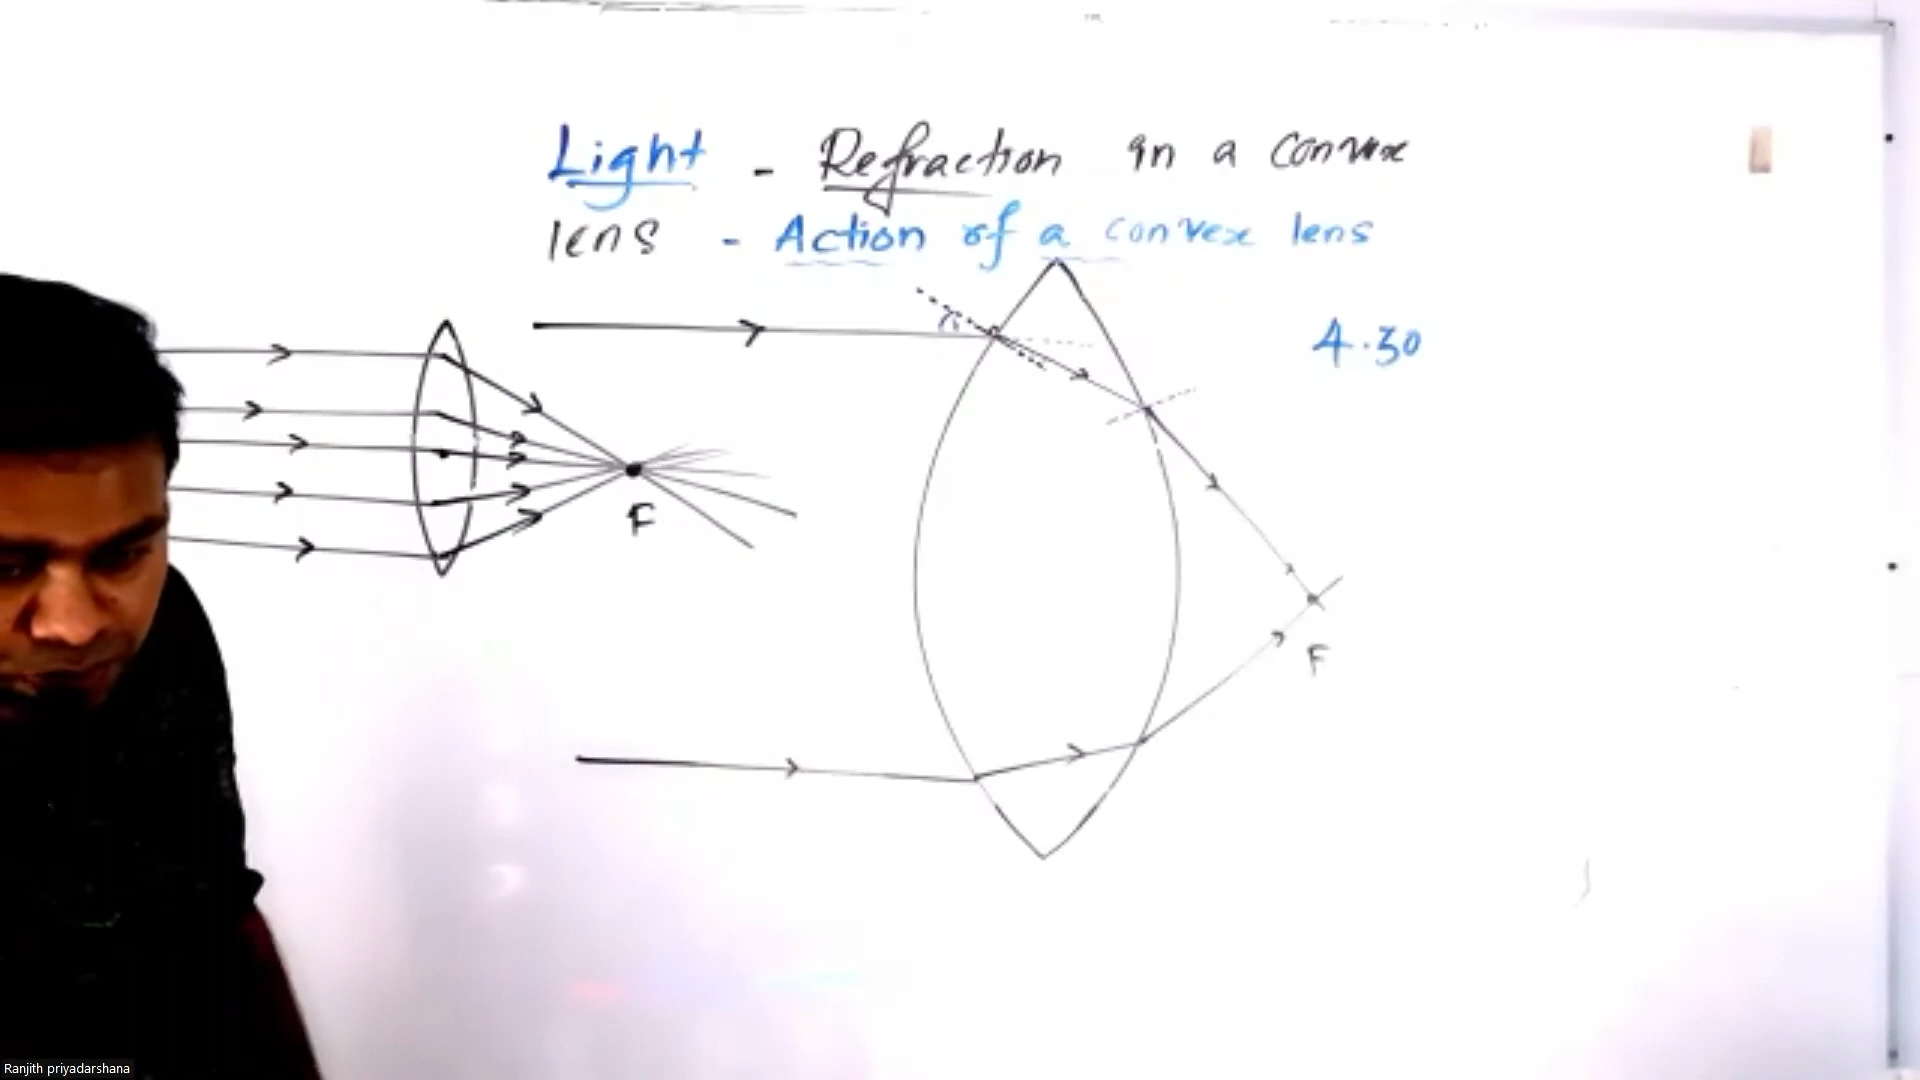 Light - Refraction in a convex
lens - Action of a convex lens
4.30
F
F
Ranjith priyadarshana